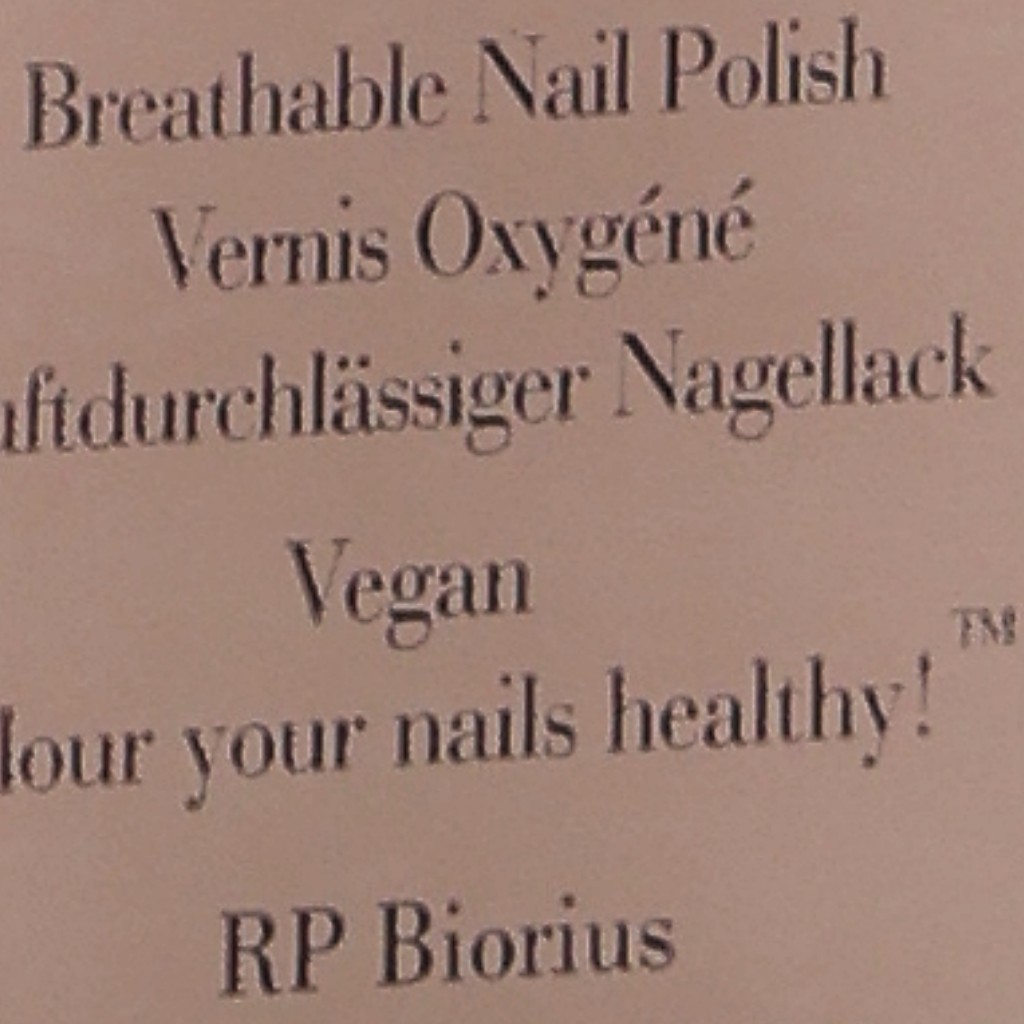 Breathable Nail Polish
Vernis Oxygéné
uftdurchlässiger Nagellack
Vegan
lour your nails healthy!™
RP Biorius